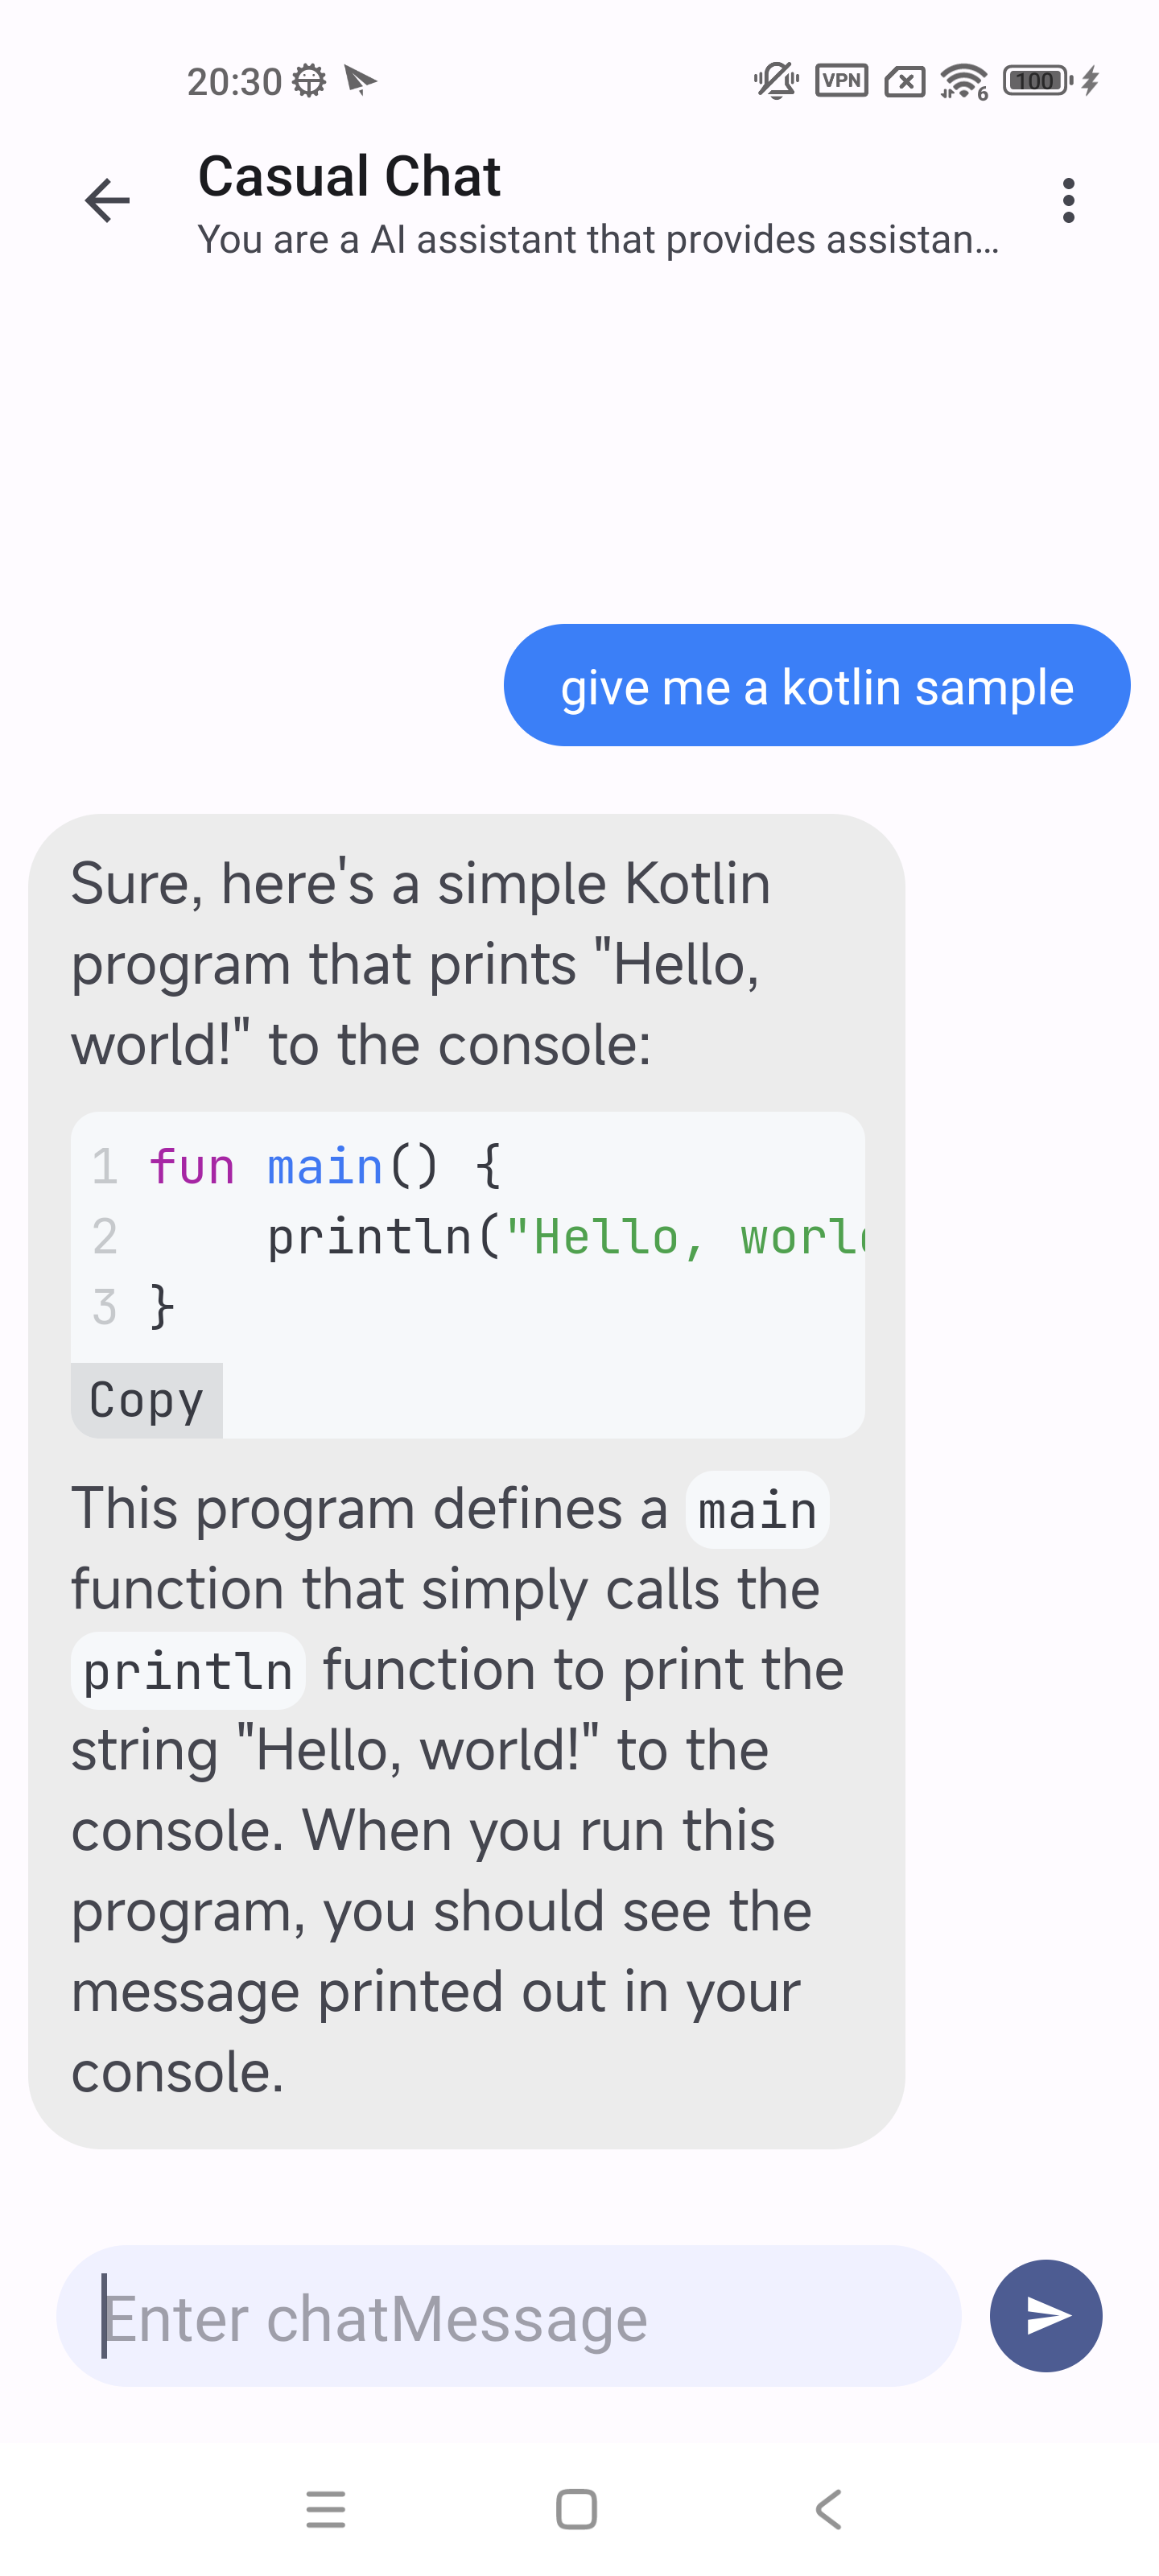 20:30
VPN
6
100
Casual Chat
You are a AI assistant that provides assistan...
give me a kotlin sample
Sure, here's a simple Kotlin
program that prints "Hello,
world!" to the console:
1 fun main() {
2     println("Hello, worl
3 }
Copy
This program defines a main
function that simply calls the
println function to print the
string "Hello, world!" to the
console. When you run this
program, you should see the
message printed out in your
console.
Enter chatMessage